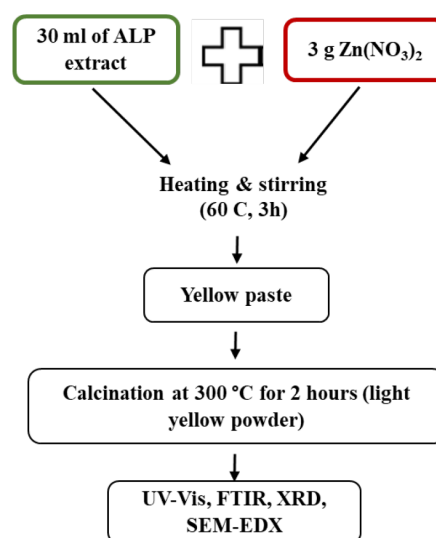 30 ml of ALP
extract
3 g Zn(NO₃)₂
Heating & stirring
(60 C, 3h)
Yellow paste
Calcination at 300 °C for 2 hours (light
yellow powder)
UV-Vis, FTIR, XRD,
SEM-EDX